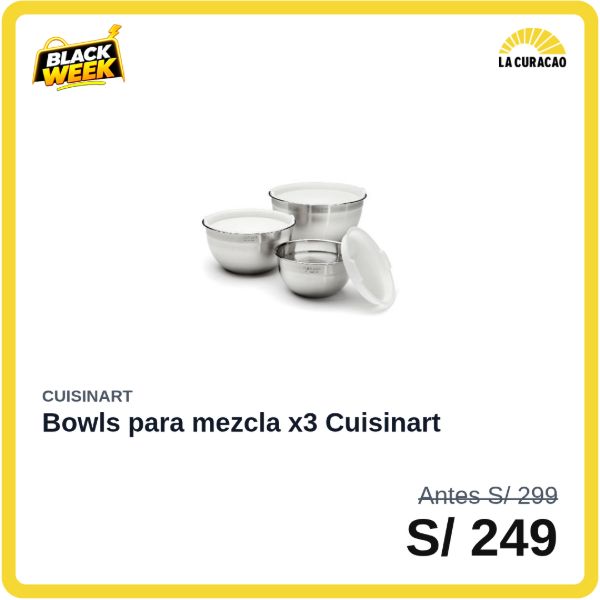 BLACK
WEEK
LA CURACAO
CUISINART
Bowls para mezcla x3 Cuisinart
Antes S/ 299
S/ 249